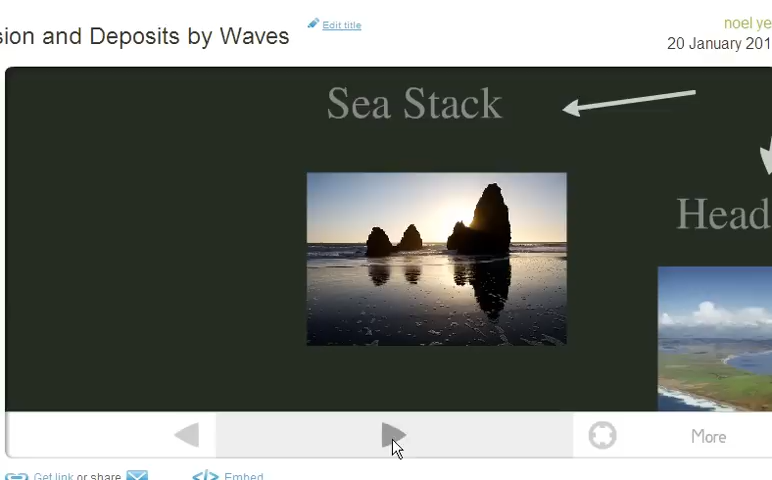 sion and Deposits by Waves
Edit title
noel ye
20 January 201
Sea Stack
Head
More
Get link or share
Embed